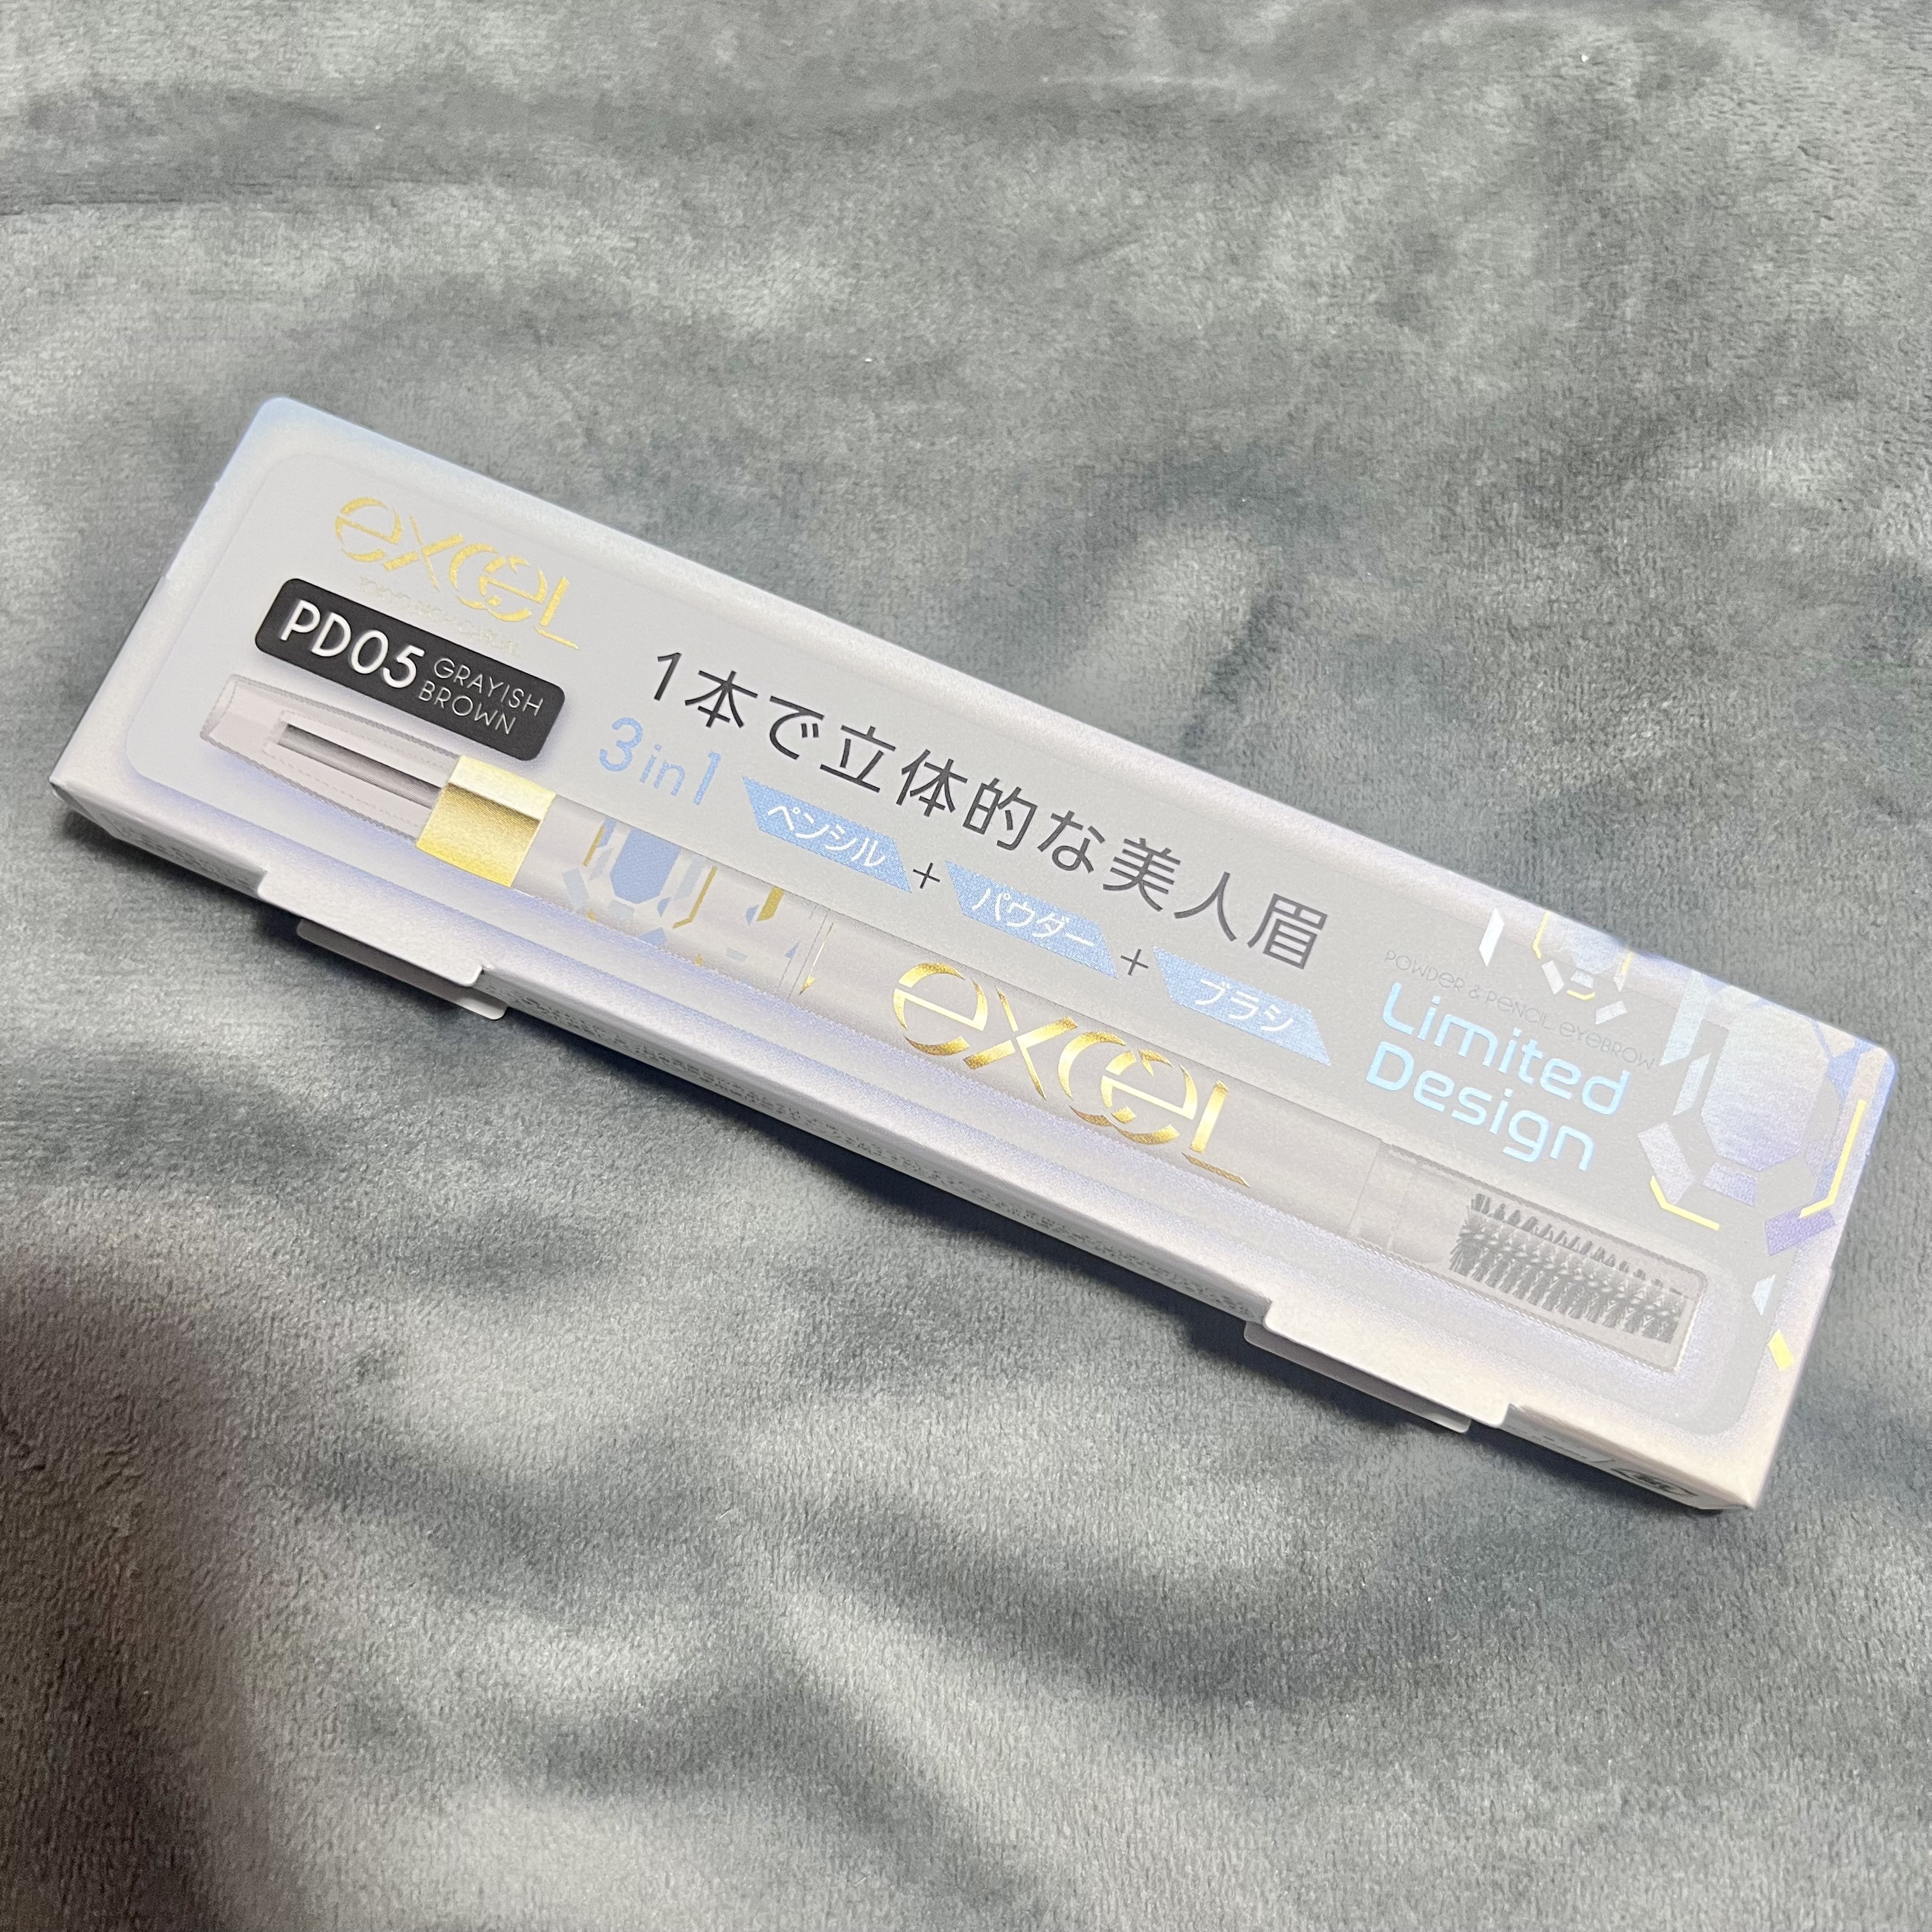 excel
PD05 GRAYISH BROWN
1本で立体的な美人眉
3in1 ペンシル + パウダー + ブラシ
POWDER & PENCIL EYEBROW
Limited
Design
excel